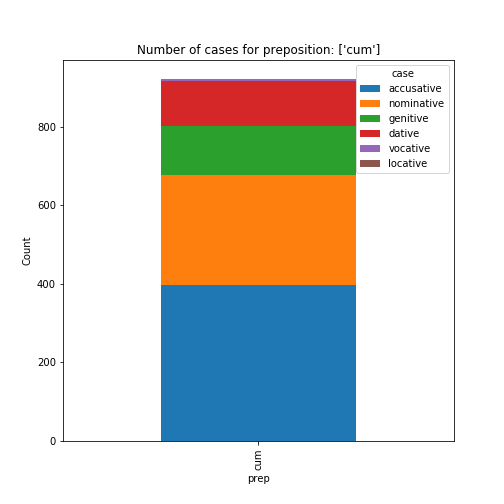 Number of cases for preposition: ['cum']
case
accusative
nominative
genitive
dative
vocative
locative
800
600
400
200
0
Count
cum
prep